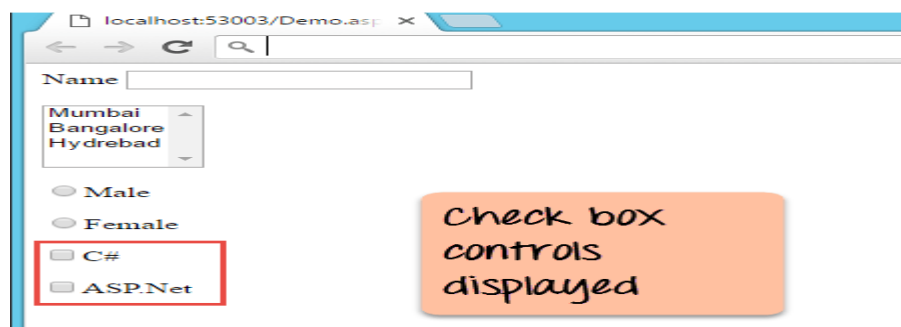 localhost:53003/Demo.asp
Name
Mumbai
Bangalore
Hydrebad
Male
Female
C#
ASP.Net
Check box
controls
displayed